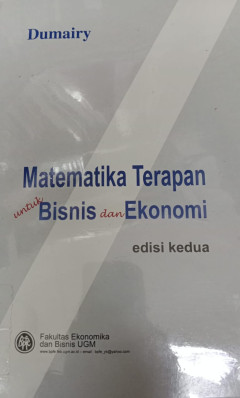 Dumairy
Matematika Terapan
untuk Bisnis dan Ekonomi
edisi kedua
Fakultas Ekonomika
dan Bisnis UGM